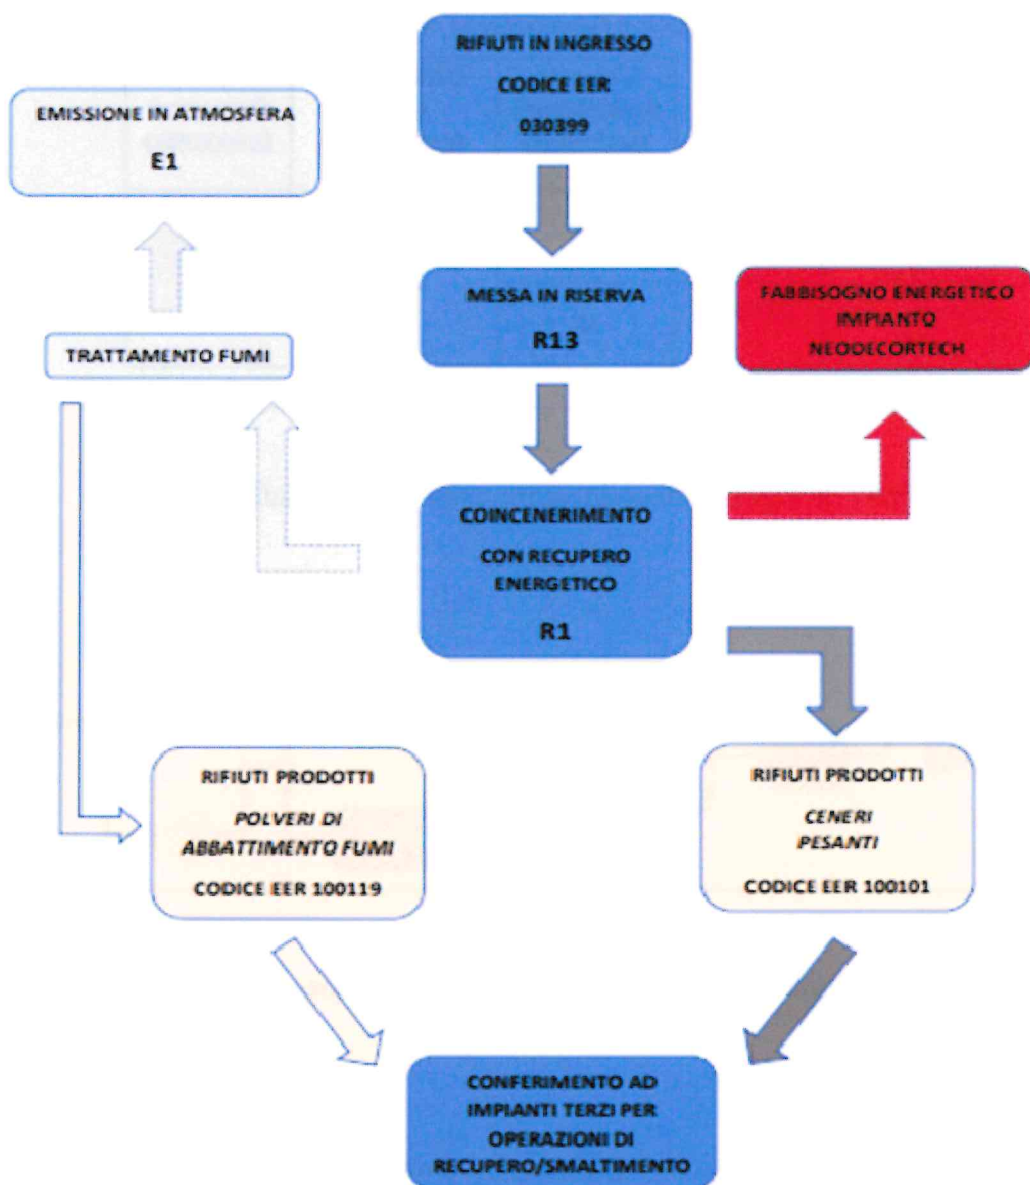 RIFIUTI IN INGRESSO
CODICE EER
030399
EMISSIONE IN ATMOSFERA
E1
MESSA IN RISERVA
R13
FABBISOGNO ENERGETICO
IMPIANTO
NEODECORTECH
TRATTAMENTO FUMI
COINCENERIMENTO
CON RECUPERO
ENERGETICO
R1
RIFIUTI PRODOTTI
POLVERI DI
ABBATTIMENTO FUMI
CODICE EER 100119
RIFIUTI PRODOTTI
CENERI
PESANTI
CODICE EER 100101
CONFERIMENTO AD
IMPIANTI TERZI PER
OPERAZIONI DI
RECUPERO/SMALTIMENTO